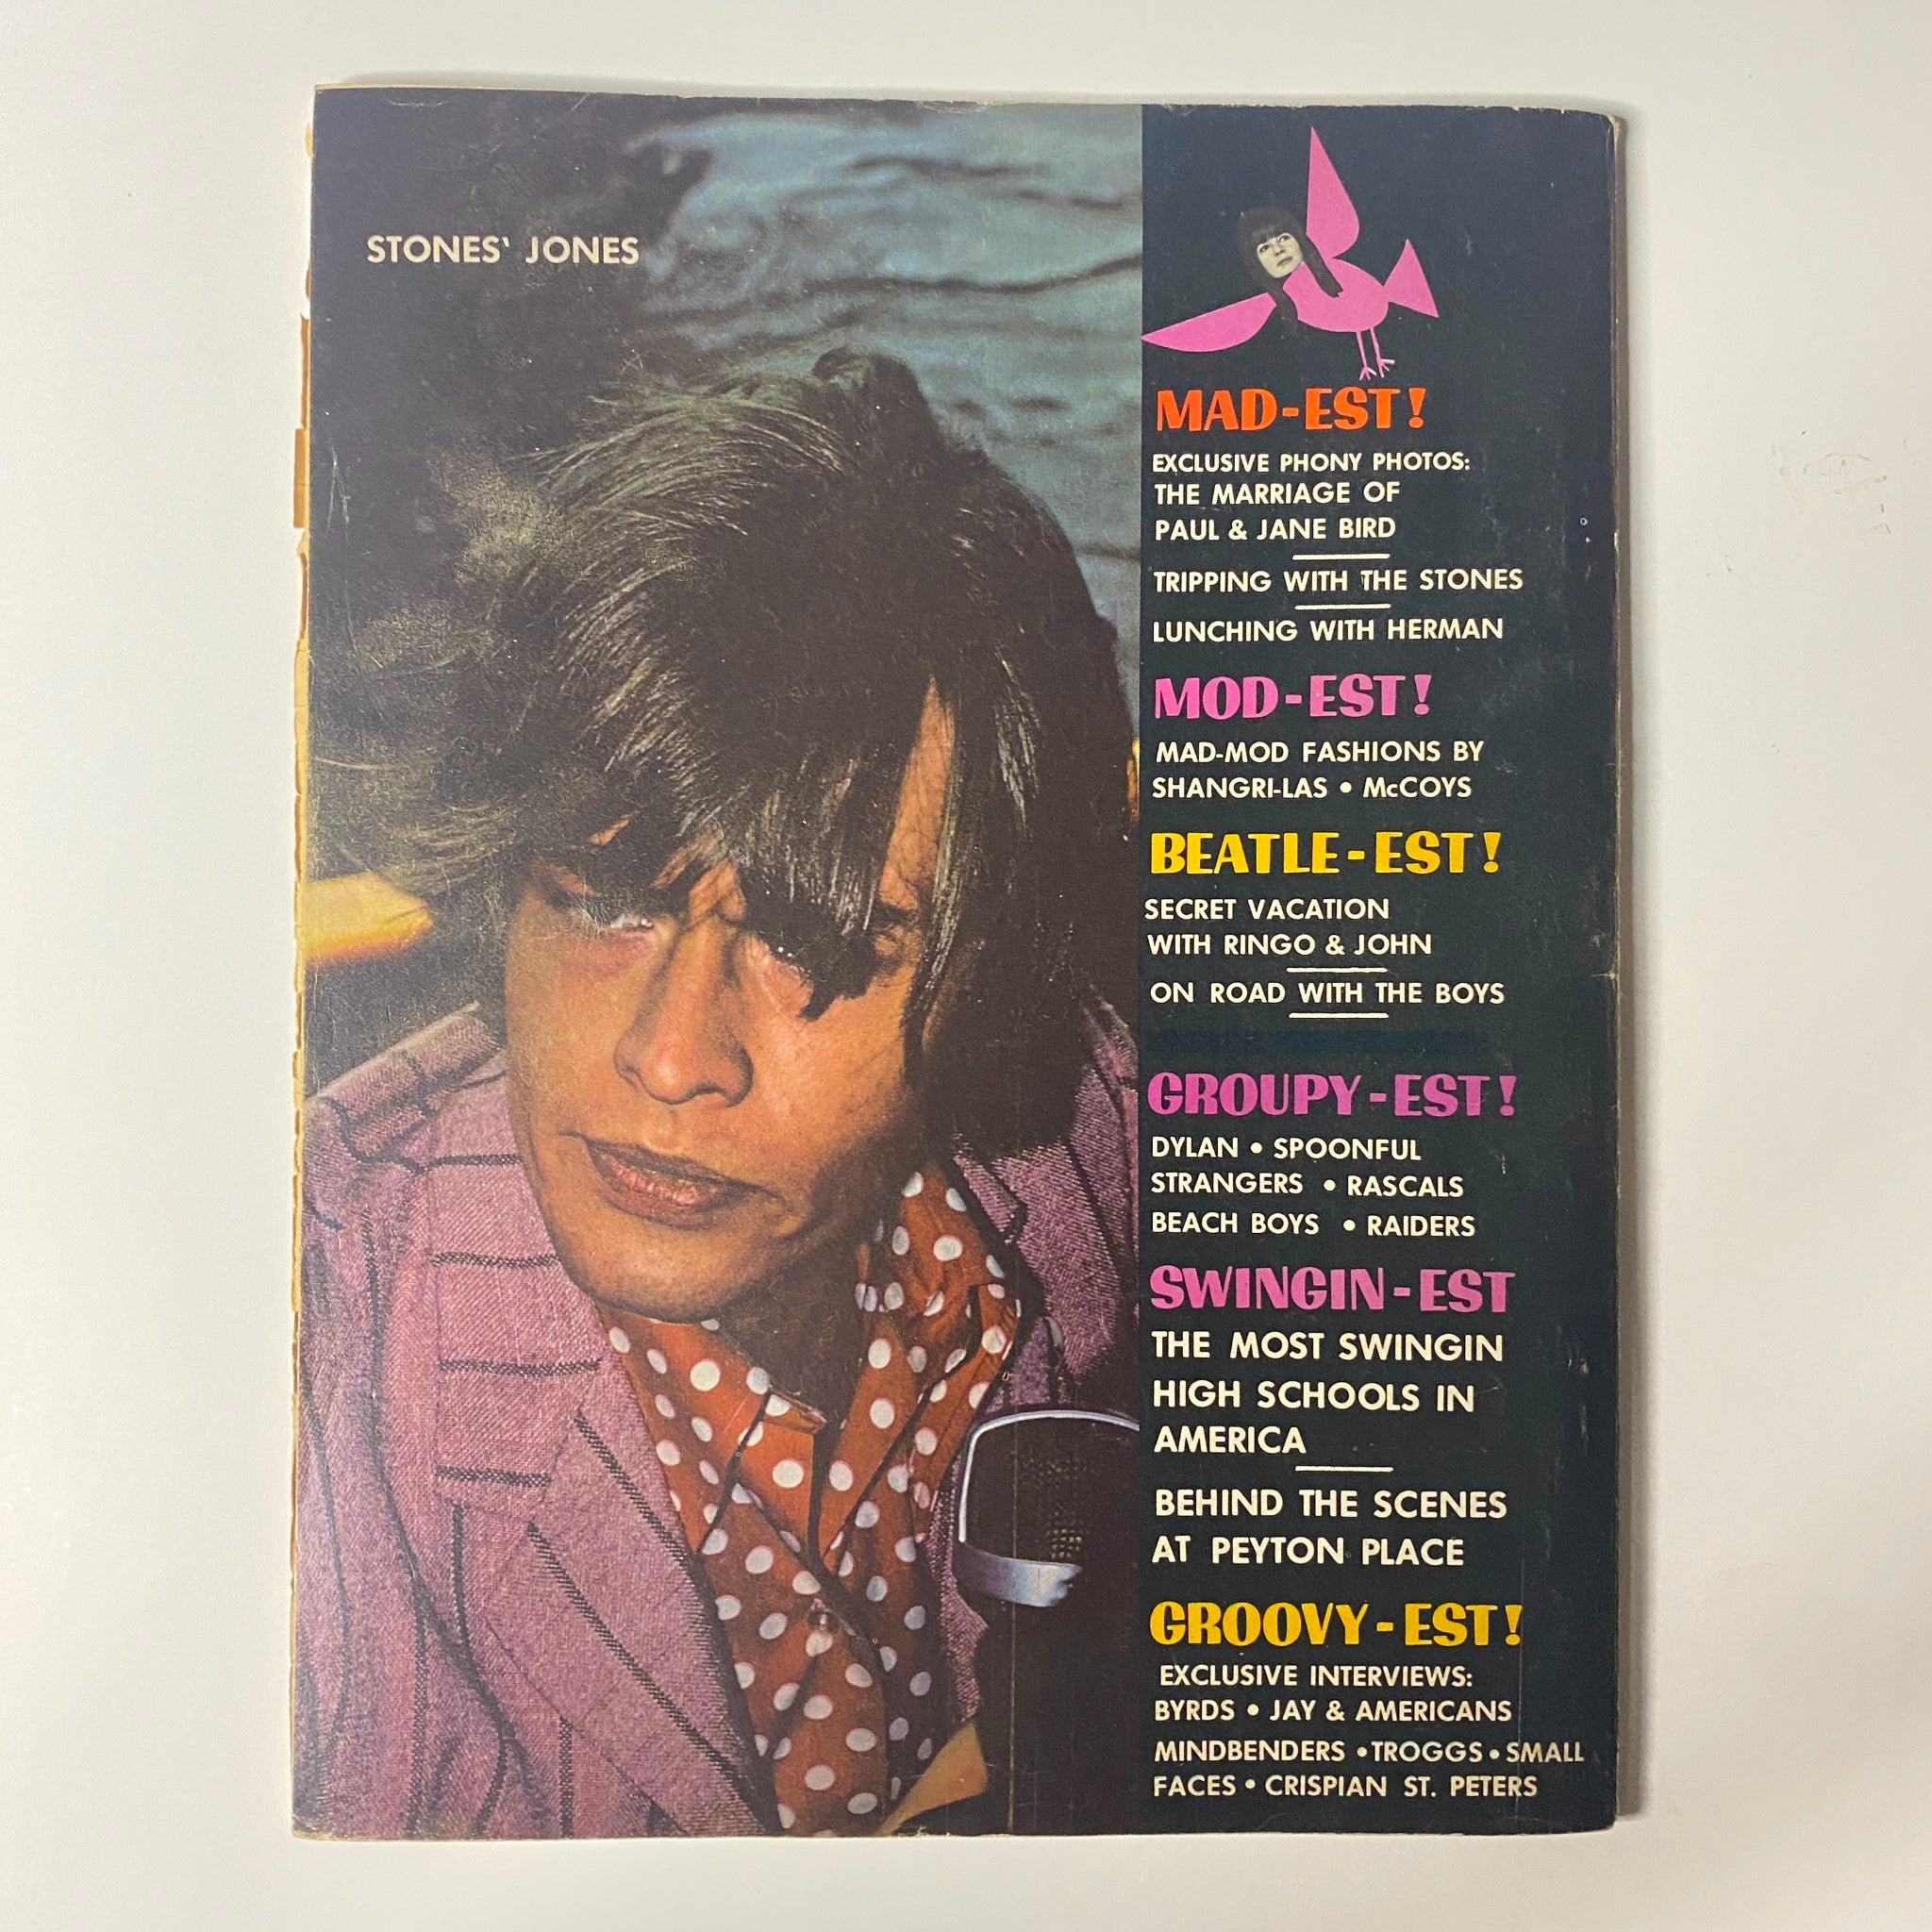 STONES' JONES
MAD-EST!
EXCLUSIVE PHONY PHOTOS:
THE MARRIAGE OF
PAUL & JANE BIRD
TRIPPING WITH THE STONES
LUNCHING WITH HERMAN
MOD-EST!
MAD-MOD FASHIONS BY
SHANGRI-LAS • McCOYS
BEATLE-EST!
SECRET VACATION
WITH RINGO & JOHN
ON ROAD WITH THE BOYS
GROUPY-EST!
DYLAN • SPOONFUL
STRANGERS • RASCALS
BEACH BOYS • RAIDERS
SWINGIN-EST
THE MOST SWINGIN
HIGH SCHOOLS IN
AMERICA
BEHIND THE SCENES
AT PEYTON PLACE
GROOVY-EST!
EXCLUSIVE INTERVIEWS:
BYRDS • JAY & AMERICANS
MINDBENDERS • TROGGS • SMALL
FACES • CRISPIAN ST. PETERS